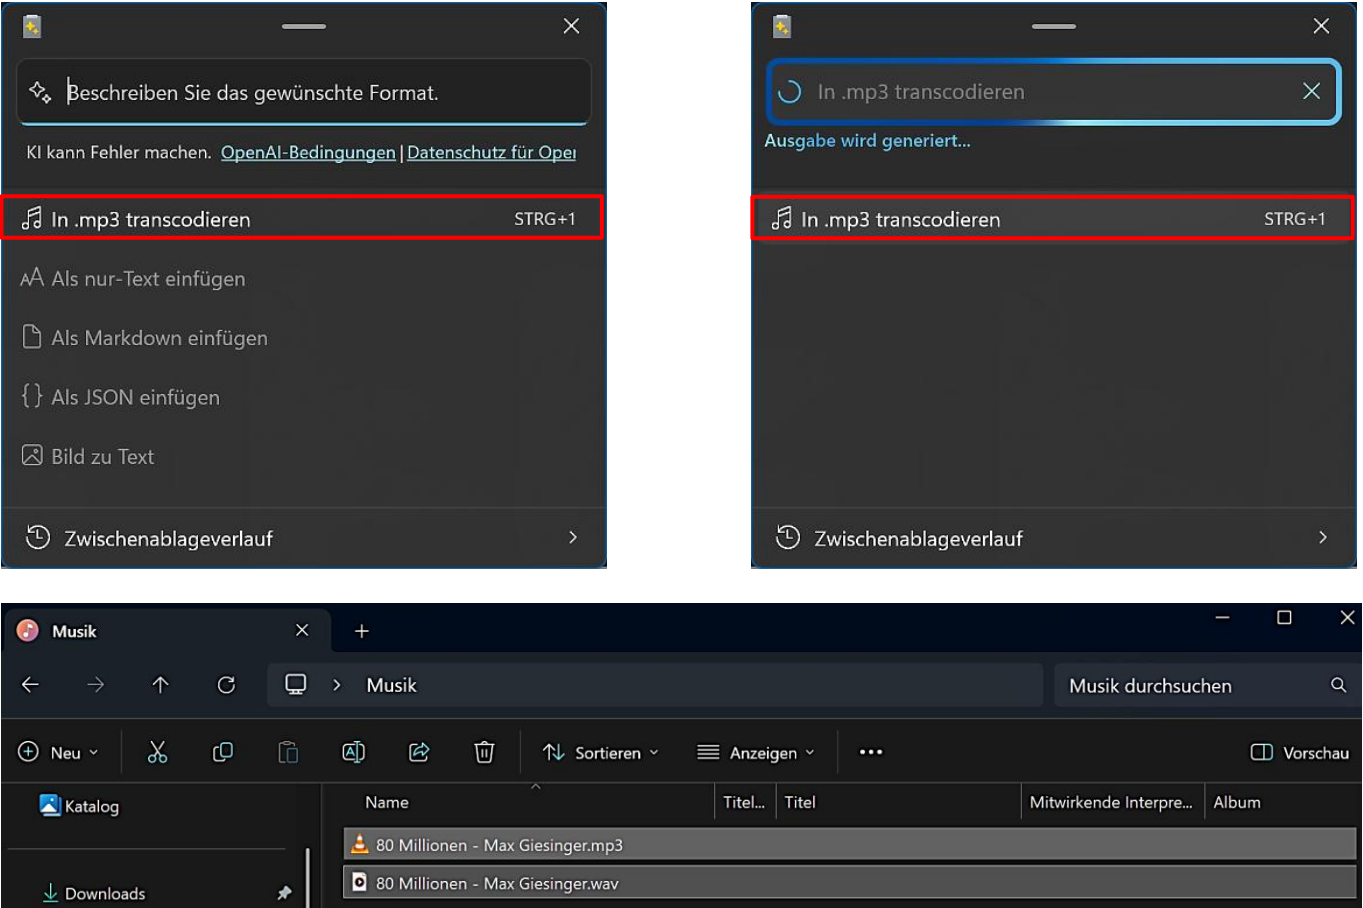 Beschreiben Sie das gewünschte Format.
KI kann Fehler machen. OpenAI-Bedingungen | Datenschutz für Oper
In .mp3 transcodieren STRG+1
AA Als nur-Text einfügen
Als Markdown einfügen
{} Als JSON einfügen
Bild zu Text
Zwischenablageverlauf
In .mp3 transcodieren
Ausgabe wird generiert...
In .mp3 transcodieren STRG+1
Zwischenablageverlauf
Musik
Musik Musik durchsuchen
Neu Sortieren Anzeigen Vorschau
Katalog
Downloads
Name Titel... Titel Mitwirkende Interpre... Album
80 Millionen - Max Giesinger.mp3
80 Millionen - Max Giesinger.wav